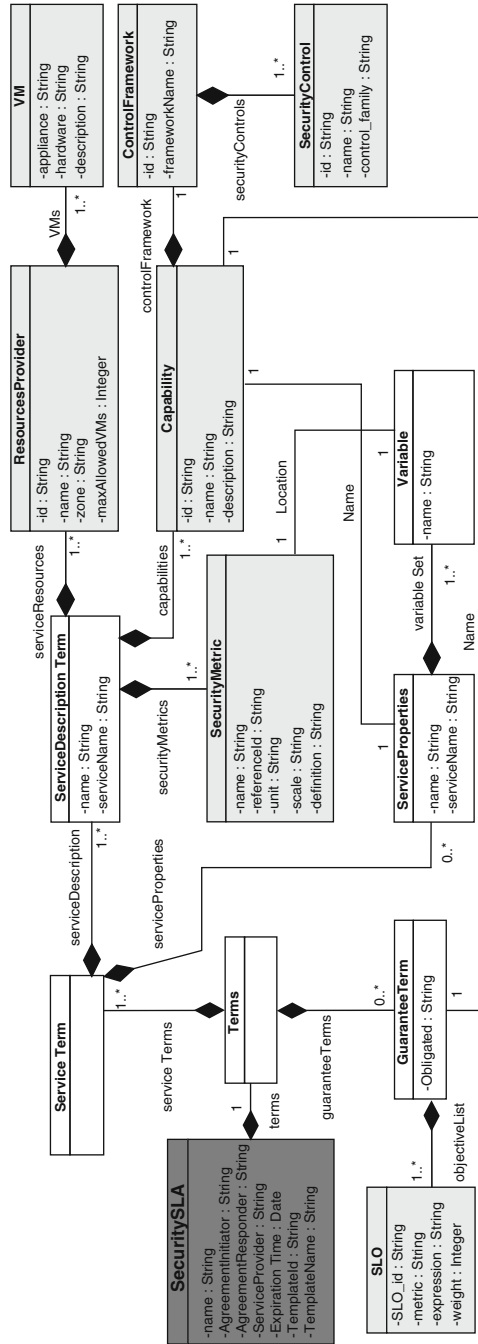 VM
-appliance : String
-hardware : String
-description : String
VMs
1..*
ResourcesProvider
-id : String
-name : String
-zone : String
-maxAllowedVMs : Integer
1..*
serviceResources
ServiceDescription Term
-name : String
-serviceName : String
1..*
serviceDescription
Service Term
ControlFramework
-id : String
-frameworkName : String
1
controlFramework
securityControls
1..*
SecurityControl
-id : String
-name : String
-control_family : String
Capability
-id : String
-name : String
-description : String
1..*
capabilities
1
1
securityMetrics
1..*
SecurityMetric
-name : String
-referenceId : String
-unit : String
-scale : String
-definition : String
1
Location
1
Name
Variable
-name : String
1..*
variable Set
Name
ServiceProperties
-name : String
-serviceName : String
1
0..*
serviceProperties
1..*
service Terms
Terms
1
terms
guaranteeTerms
0..*
SecuritySLA
-name : String
-AgreementInitiator : String
-AgreementResponder : String
-ServiceProvider : String
-Expiration Time : Date
-TemplateId : String
-TemplateName : String
GuaranteeTerm
-Obligated : String
1
1..*
objectiveList
SLO
-SLO_id : String
-metric : String
-expression : String
-weight : Integer